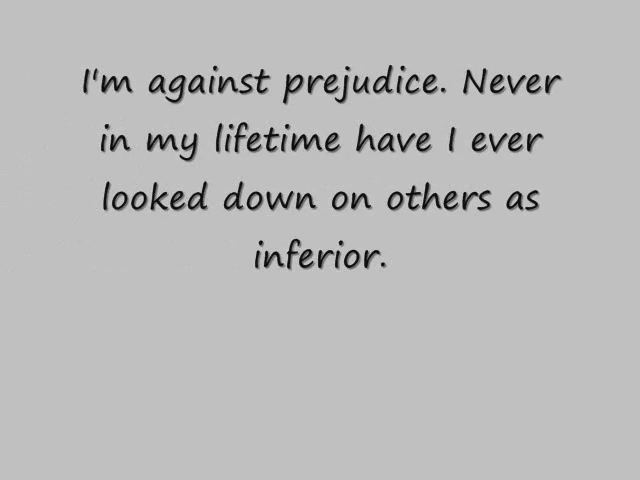 I'm against prejudice. Never
in my lifetime have I ever
looked down on others as
inferior.